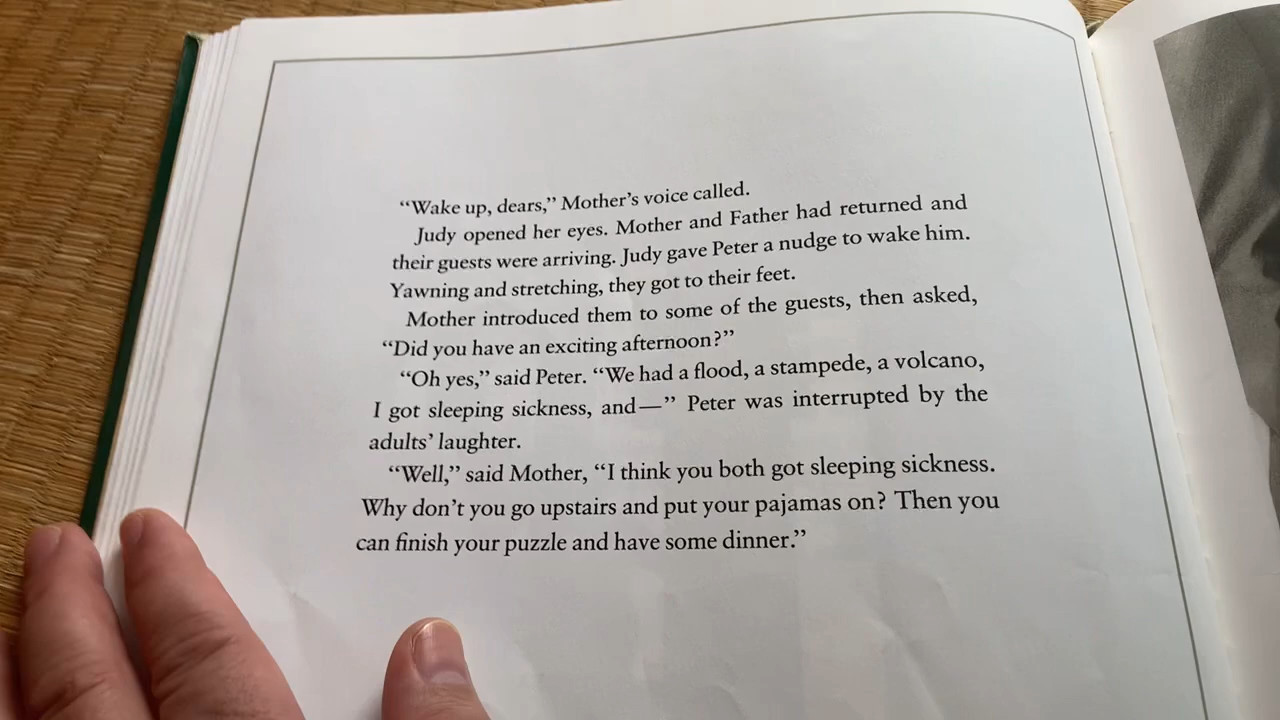 “Wake up, dears,” Mother’s voice called.
Judy opened her eyes. Mother and Father had returned and
their guests were arriving. Judy gave Peter a nudge to wake him.
Yawning and stretching, they got to their feet.
Mother introduced them to some of the guests, then asked,
“Did you have an exciting afternoon?”
“Oh yes,” said Peter. “We had a flood, a stampede, a volcano,
I got sleeping sickness, and—” Peter was interrupted by the
adults’ laughter.
“Well,” said Mother, “I think you both got sleeping sickness.
Why don’t you go upstairs and put your pajamas on? Then you
can finish your puzzle and have some dinner.”